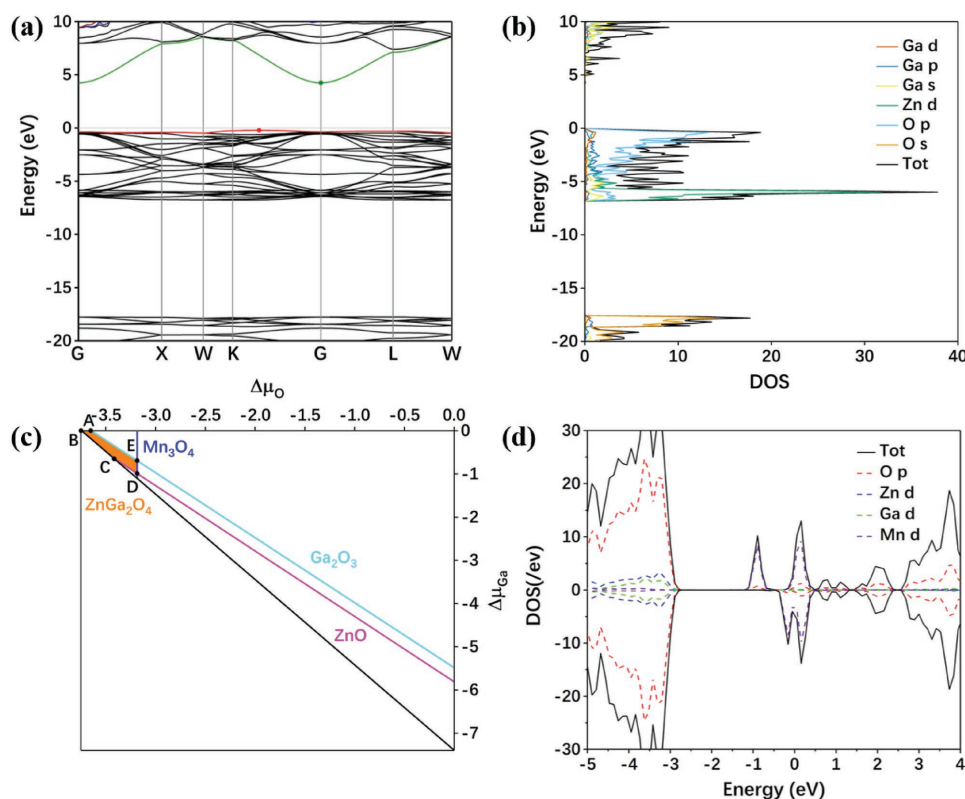 (a)
10
5
0
-5
-10
-15
-20
Energy (eV)
G X W K G L W
(b)
10
5
0
-5
-10
-15
-20
Energy (eV)
Ga d
Ga p
Ga s
Zn d
O p
O s
Tot
0 10 20 30 40
DOS
(c)
ΔμO
-3.5 -3.0 -2.5 -2.0 -1.5 -1.0 -0.5 0.0
A
B
C
D
E
Mn3O4
ZnGa2O4
Ga2O3
ZnO
0
-1
-2
-3
-4
-5
-6
-7
ΔμGa
(d)
30
20
10
0
-10
-20
-30
DOS(/ev)
Tot
O p
Zn d
Ga d
Mn d
-5 -4 -3 -2 -1 0 1 2 3 4
Energy (eV)